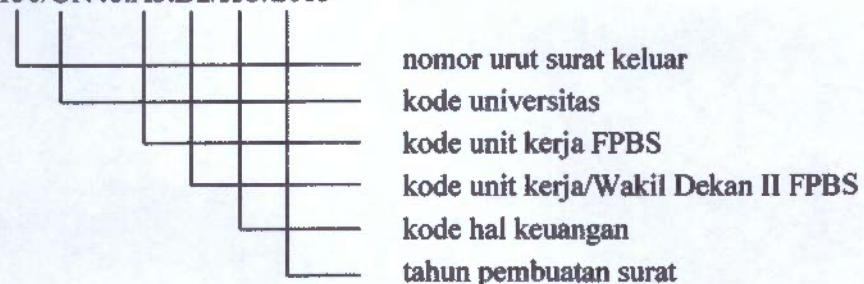 nomor urut surat keluar
kode universitas
kode unit kerja FPBS
kode unit kerja/Wakil Dekan II FPBS
kode hal keuangan
tahun pembuatan surat